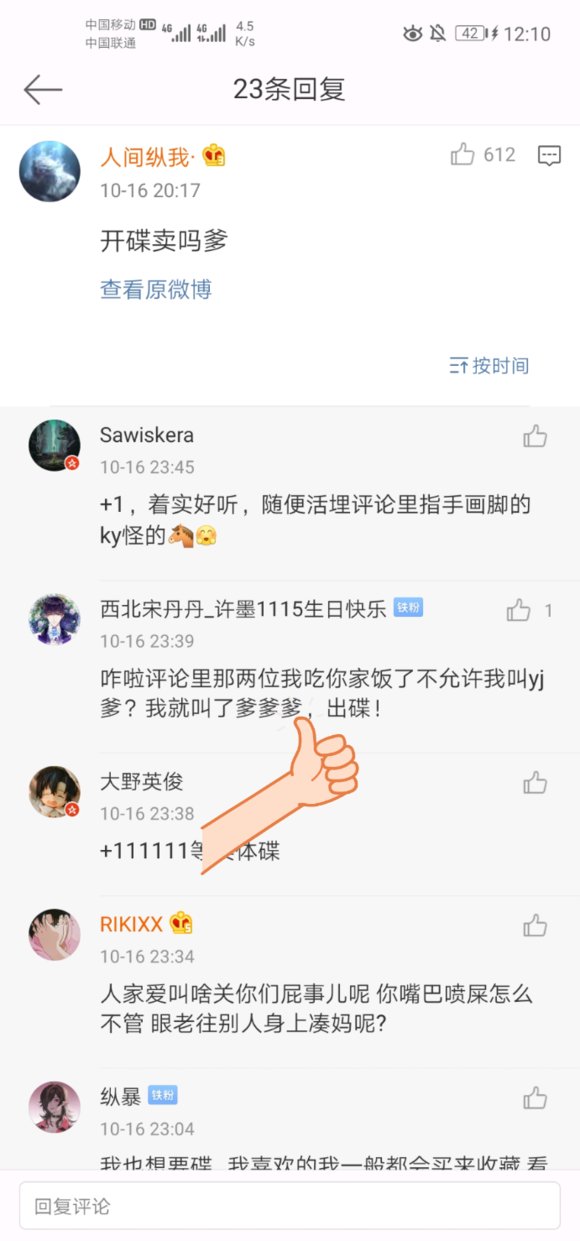 中国移动 HD 4G 4G 4.5 K/s
中国联通
42 12:10
23条回复
人间纵我· 612
10-16 20:17
开碟卖吗爹
查看原微博
按时间
Sawiskera
10-16 23:45
+1，着实好听，随便活埋评论里指手画脚的
ky怪的
西北宋丹丹_许墨1115生日快乐 铁粉 1
10-16 23:39
咋啦评论里那两位我吃你家饭了不允许我叫yj
爹？我就叫了爹爹爹，出碟！
大野英俊
10-16 23:38
+111111等 体碟
RIKIXX
10-16 23:34
人家爱叫啥关你们屁事儿呢 你嘴巴喷屎怎么
不管 眼老往别人身上凑妈呢?
纵暴 铁粉
10-16 23:04
我也想要碟 我喜欢的我一般都会买来收藏 看
回复评论